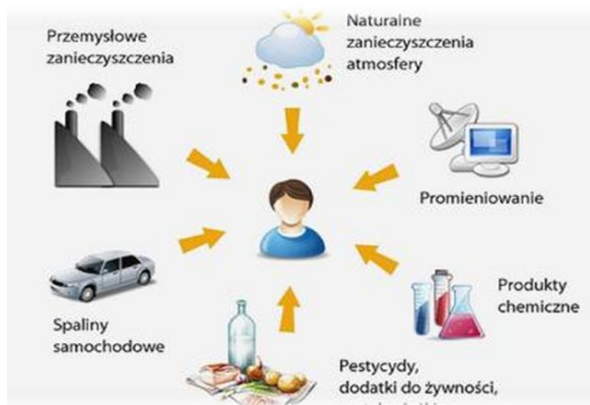 Przemysłowe
zanieczyszczenia
Naturalne
zanieczyszczenia
atmosfery
Promieniowanie
Spaliny
samochodowe
Produkty
chemiczne
Pestycydy,
dodatki do żywności,